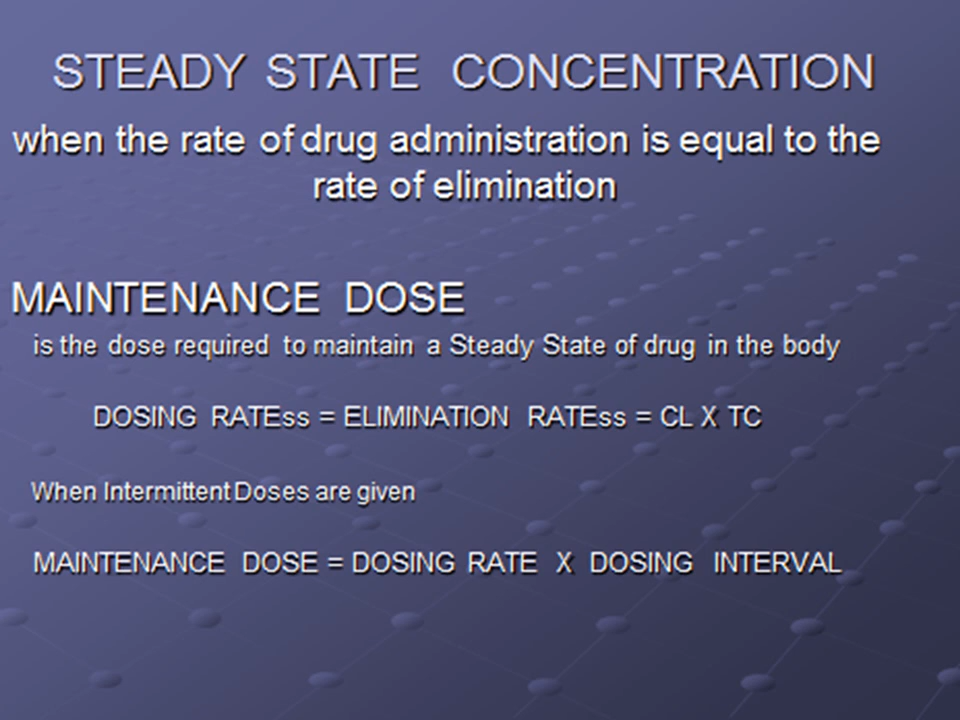 STEADY STATE CONCENTRATION
when the rate of drug administration is equal to the
rate of elimination
MAINTENANCE DOSE
is the dose required to maintain a Steady State of drug in the body
DOSING RATEss = ELIMINATION RATEss = CL X TC
When Intermittent Doses are given
MAINTENANCE DOSE = DOSING RATE X DOSING INTERVAL